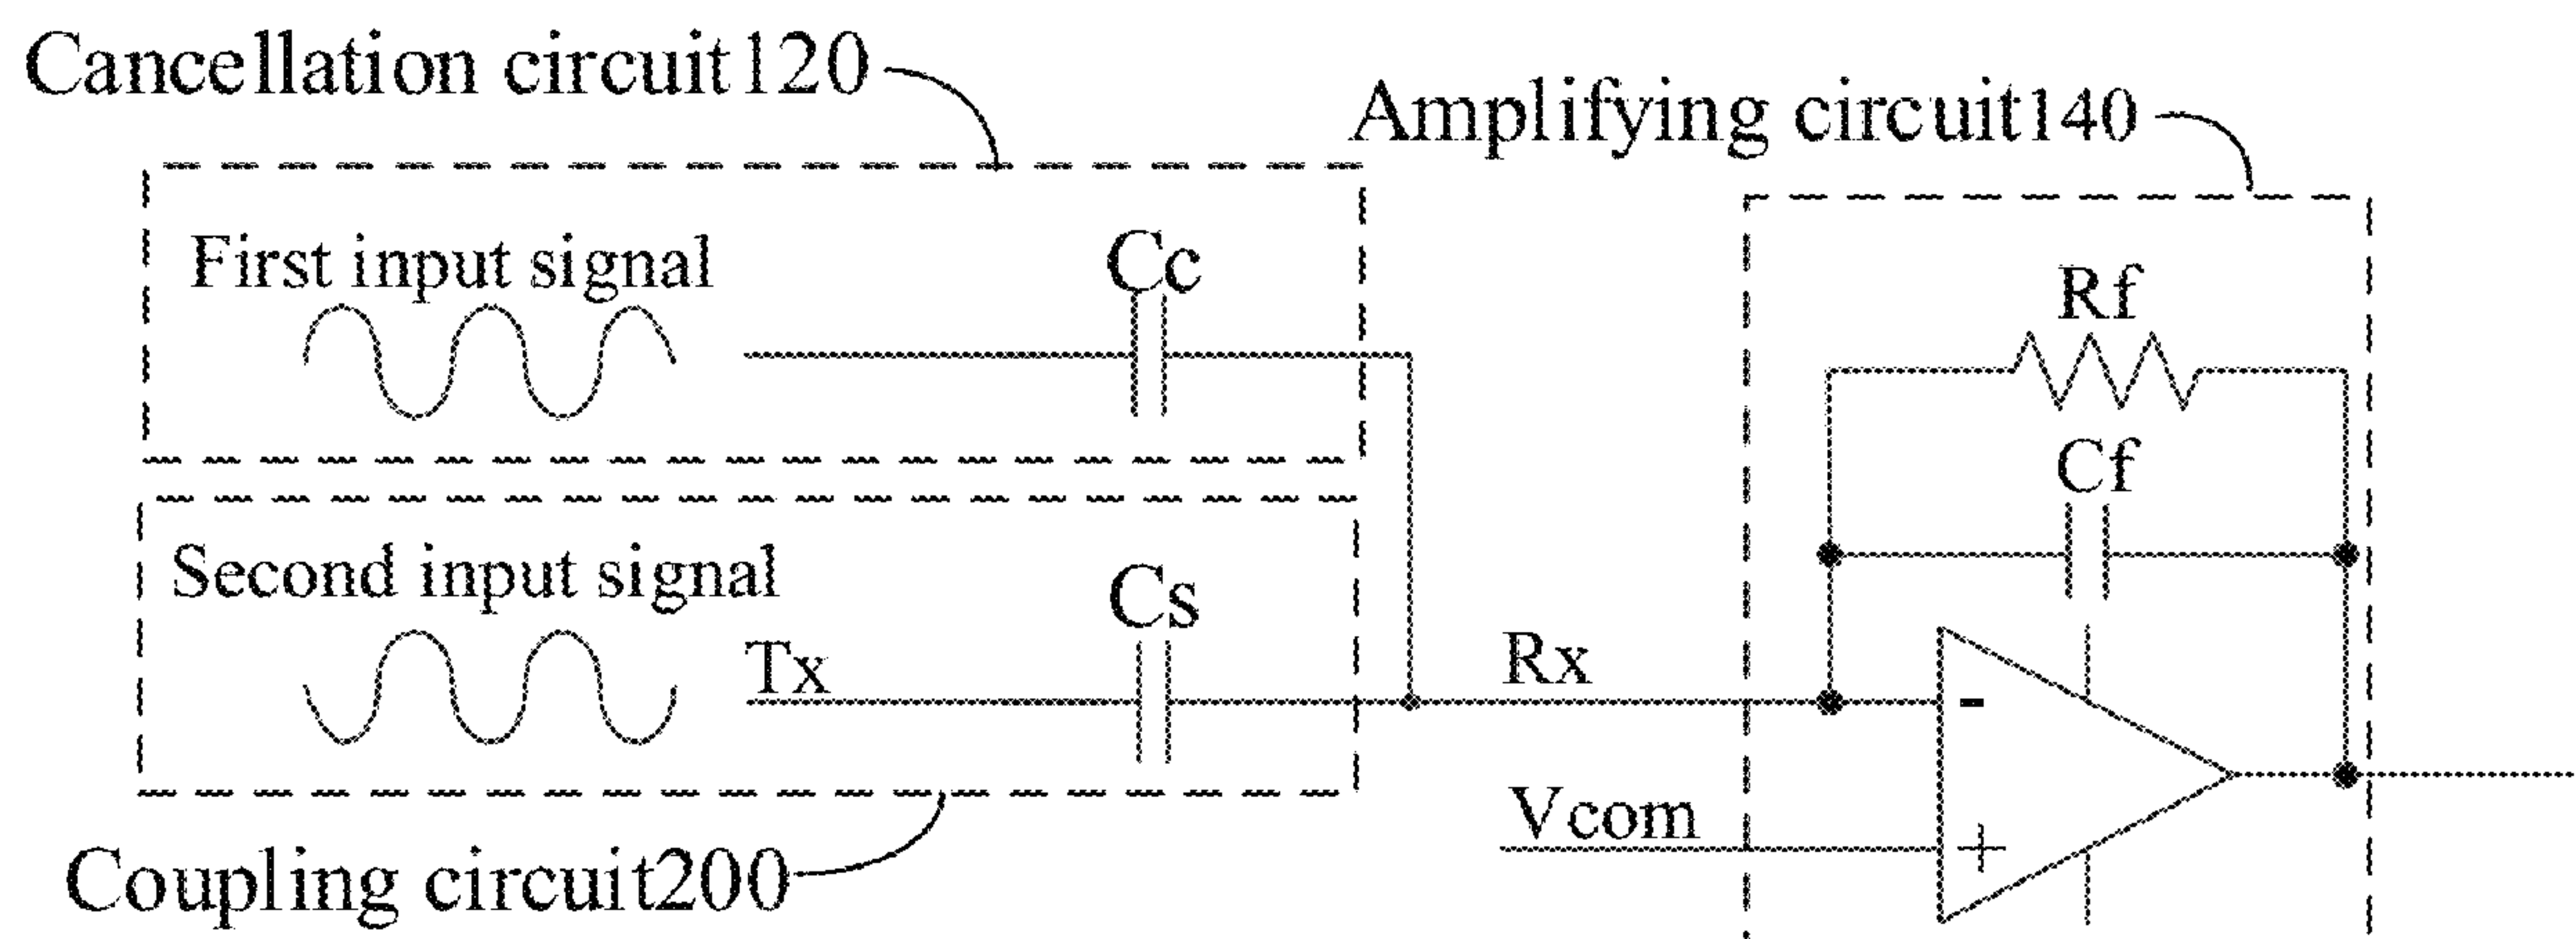 Cancellation circuit120
Amplifying circuit140
First input signal
Cc
Rf
Cf
Second input signal
Cs
Tx
Rx
-
Vcom
+
Coupling circuit200